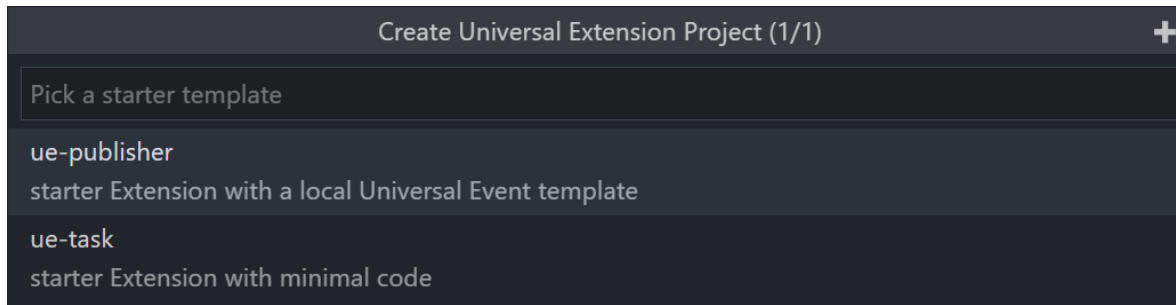 Create Universal Extension Project (1/1)
Pick a starter template
ue-publisher
starter Extension with a local Universal Event template
ue-task
starter Extension with minimal code